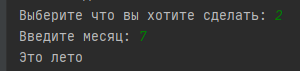 Выберите что вы хотите сделать: 2
Введите месяц: 7
Это лето